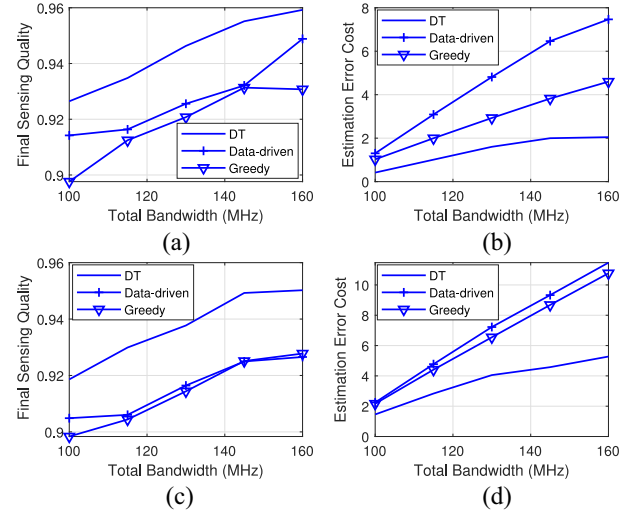 0.96
0.94
0.92
0.9
Final Sensing Quality
DT
Data-driven
Greedy
100 120 140 160
Total Bandwidth (MHz)
(a)
8
6
4
2
0
Estimation Error Cost
DT
Data-driven
Greedy
100 120 140 160
Total Bandwidth (MHz)
(b)
0.96
0.94
0.92
0.9
Final Sensing Quality
DT
Data-driven
Greedy
100 120 140 160
Total Bandwidth (MHz)
(c)
10
8
6
4
2
0
Estimation Error Cost
DT
Data-driven
Greedy
100 120 140 160
Total Bandwidth (MHz)
(d)